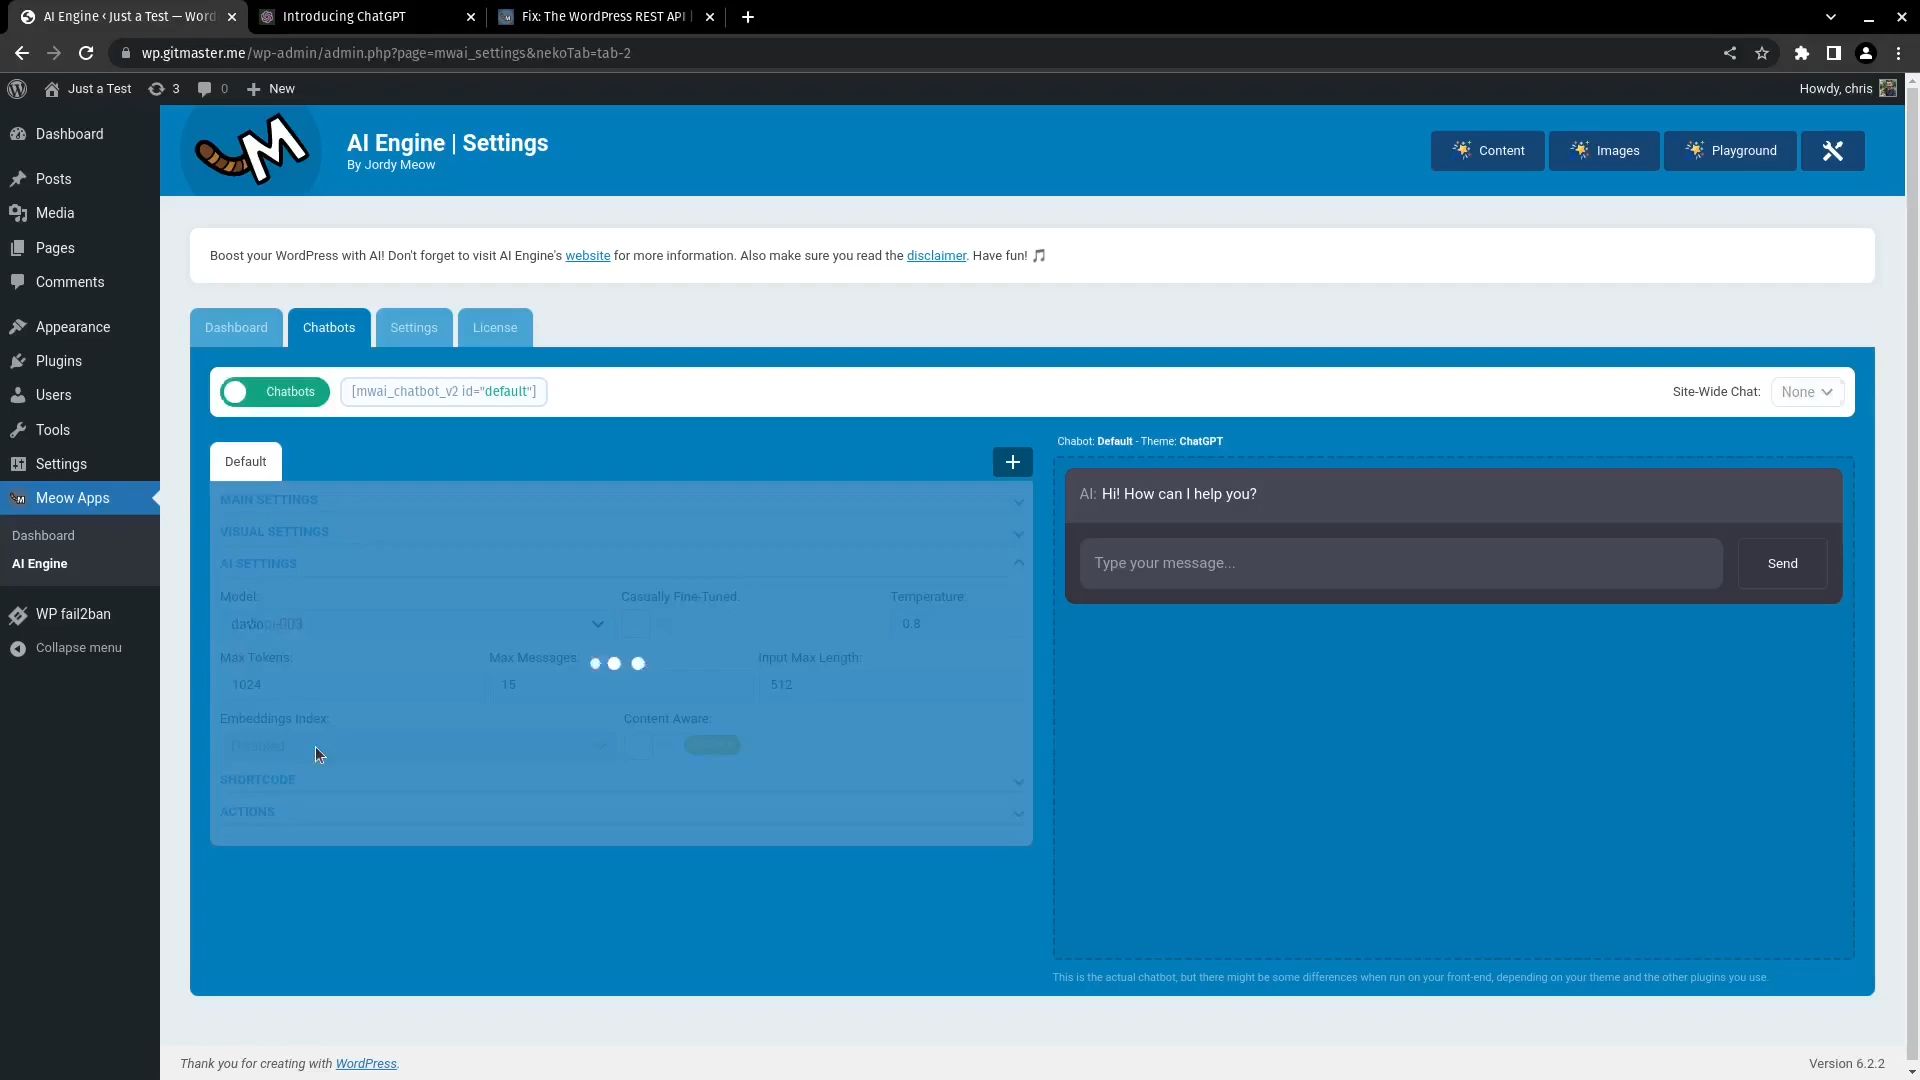 AI Engine ‹ Just a Test — Word
Introducing ChatGPT
Fix: The WordPress REST API
wp.gitmaster.me/wp-admin/admin.php?page=mwai_settings&nekoTab=tab-2
Just a Test
3
0
New
Howdy, chris
Dashboard
Posts
Media
Pages
Comments
Appearance
Plugins
Users
Tools
Settings
Meow Apps
Dashboard
AI Engine
WP fail2ban
Collapse menu
M
AI Engine | Settings
By Jordy Meow
Content
Images
Playground
Boost your WordPress with AI! Don't forget to visit AI Engine's website for more information. Also make sure you read the disclaimer. Have fun! 🎵
Dashboard
Chatbots
Settings
License
Chatbots
[mwai_chatbot_v2 id="default"]
Site-Wide Chat:
None
Default
+
MAIN SETTINGS
VISUAL SETTINGS
AI SETTINGS
Model:
Casually Fine-Tuned:
Temperature:
0.8
Max Tokens:
Max Messages:
Input Max Length:
1024
15
512
Embeddings Index:
Content Aware:
Disabled
SHORTCODE
ACTIONS
Chabot: Default - Theme: ChatGPT
AI: Hi! How can I help you?
Type your message...
Send
This is the actual chatbot, but there might be some differences when run on your front-end, depending on your theme and the other plugins you use.
Thank you for creating with WordPress.
Version 6.2.2